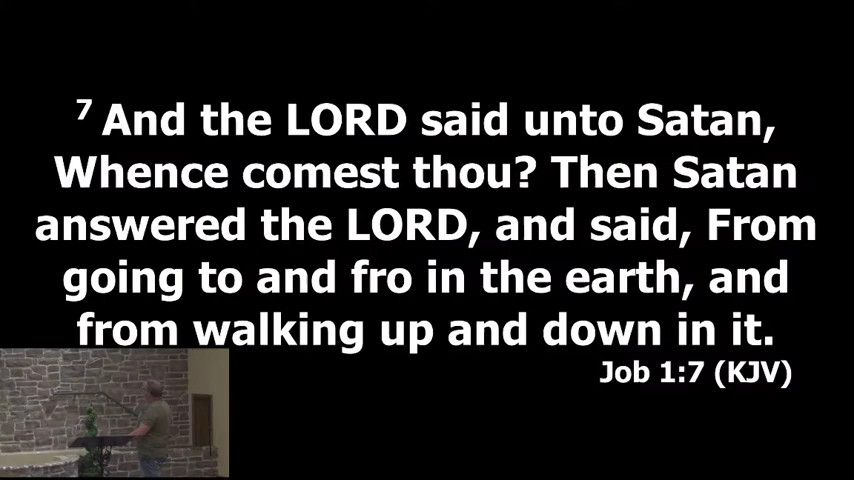 7 And the LORD said unto Satan,
Whence comest thou? Then Satan
answered the LORD, and said, From
going to and fro in the earth, and
from walking up and down in it.
Job 1:7 (KJV)